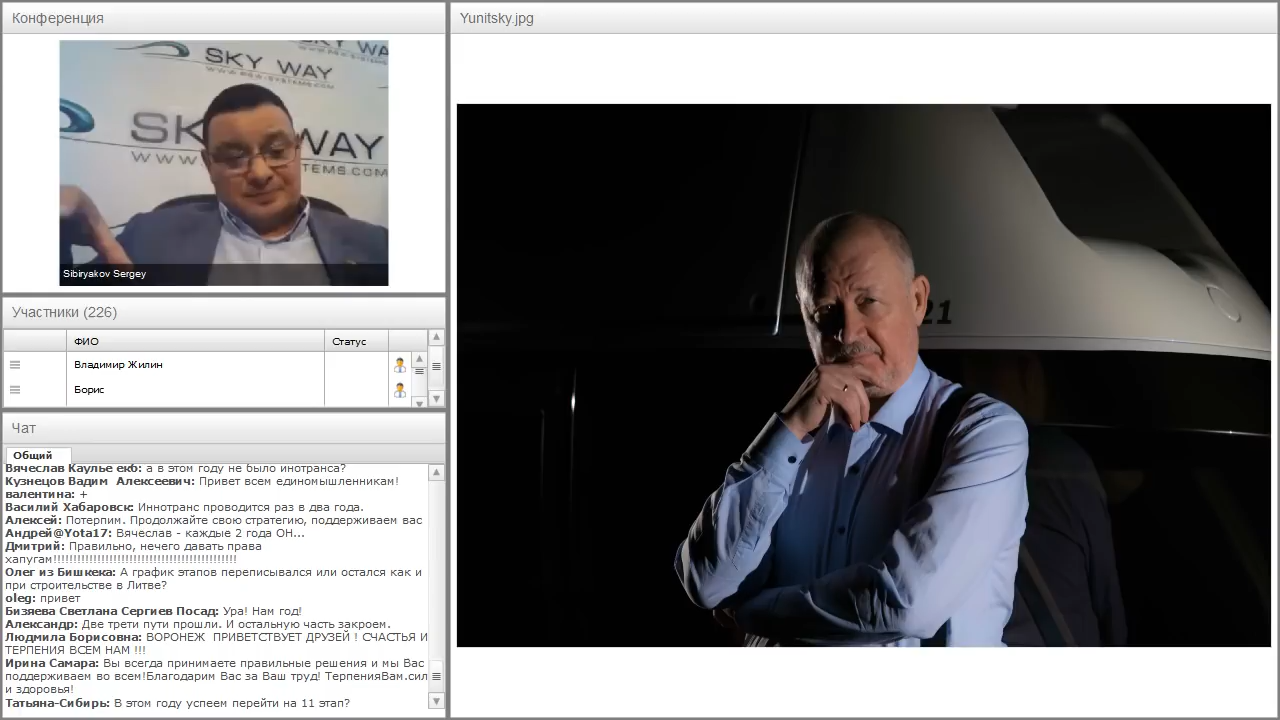 Конференция
SKY WAY
WWW.RSW-SYSTEMS.COM
SKY WAY
Sibiryakov Sergey
Участники (226)
ФИО Статус
Владимир Жилин
Борис
Чат
Общий
Вячеслав Каулье екб: а в этом году не было инотранса?
Кузнецов Вадим Алексеевич: Привет всем единомышленникам!
валентина: +
Василий Хабаровск: Иннотранс проводится раз в два года.
Алексей: Потерпим. Продолжайте свою стратегию, поддерживаем вас
Андрей@Yota17: Вячеслав - каждые 2 года ОН...
Дмитрий: Правильно, нечего давать права
хапугам!!!!!!!!!!!!!!!!!!!!!!!!!!!!!!!!!!!!!!!!!!!!
Олег из Бишкека: А график этапов переписывался или остался как и
при строительстве в Литве?
oleg: привет
Бизяева Светлана Сергиев Посад: Ура! Нам год!
Александр: Две трети пути прошли. И остальную часть закроем.
Людмила Борисовна: ВОРОНЕЖ ПРИВЕТСТВУЕТ ДРУЗЕЙ ! СЧАСТЬЯ И
ТЕРПЕНИЯ ВСЕМ НАМ !!!
Ирина Самара: Вы всегда принимаете правильные решения и мы Вас
поддерживаем во всем!Благодарим Вас за Ваш труд! ТерпенияВам.сил
и здоровья!
Татьяна-Сибирь: В этом году успеем перейти на 11 этап?
Yunitsky.jpg
21